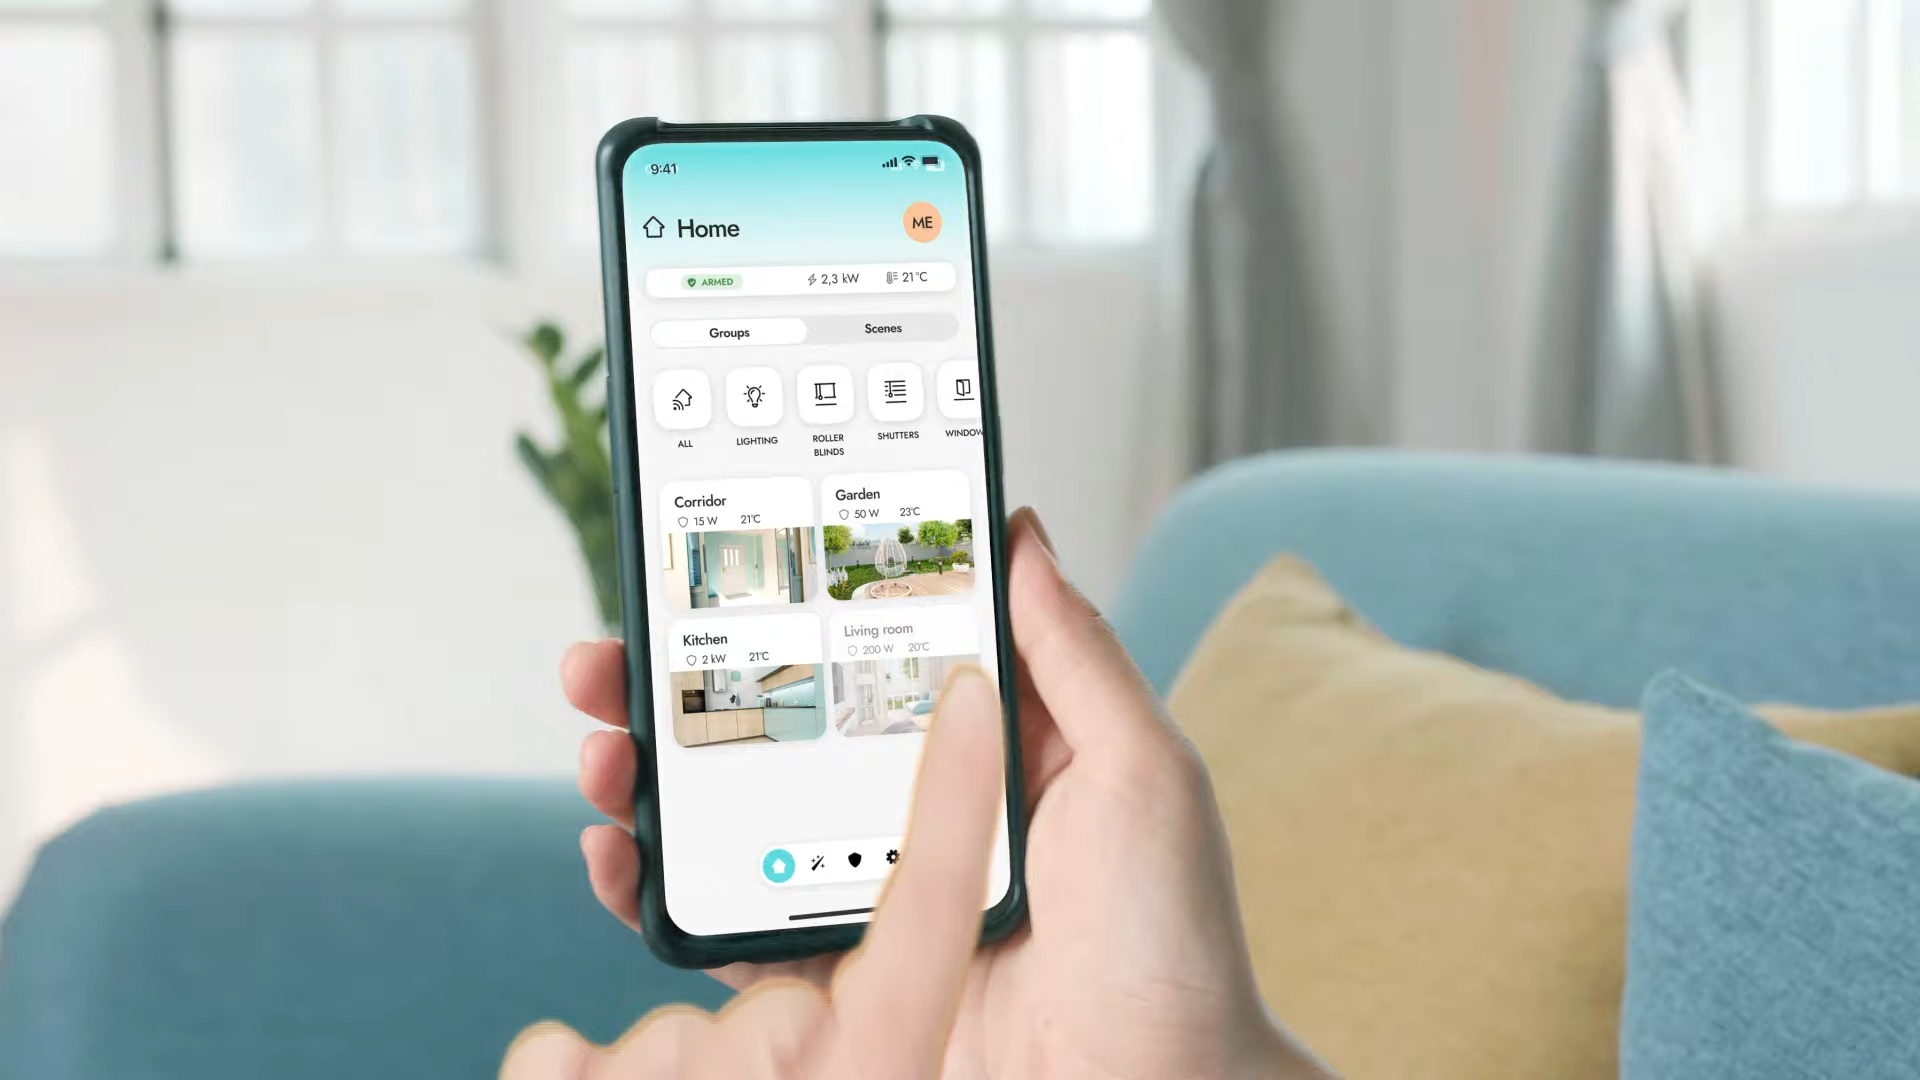 9:41
Home
ME
ARMED
2,3 kW
21°C
Groups
Scenes
ALL
LIGHTING
ROLLER
BLINDS
SHUTTERS
WINDOW
Corridor
15 W 21°C
Garden
50 W 23°C
Kitchen
2 kW 21°C
Living room
200 W 20°C